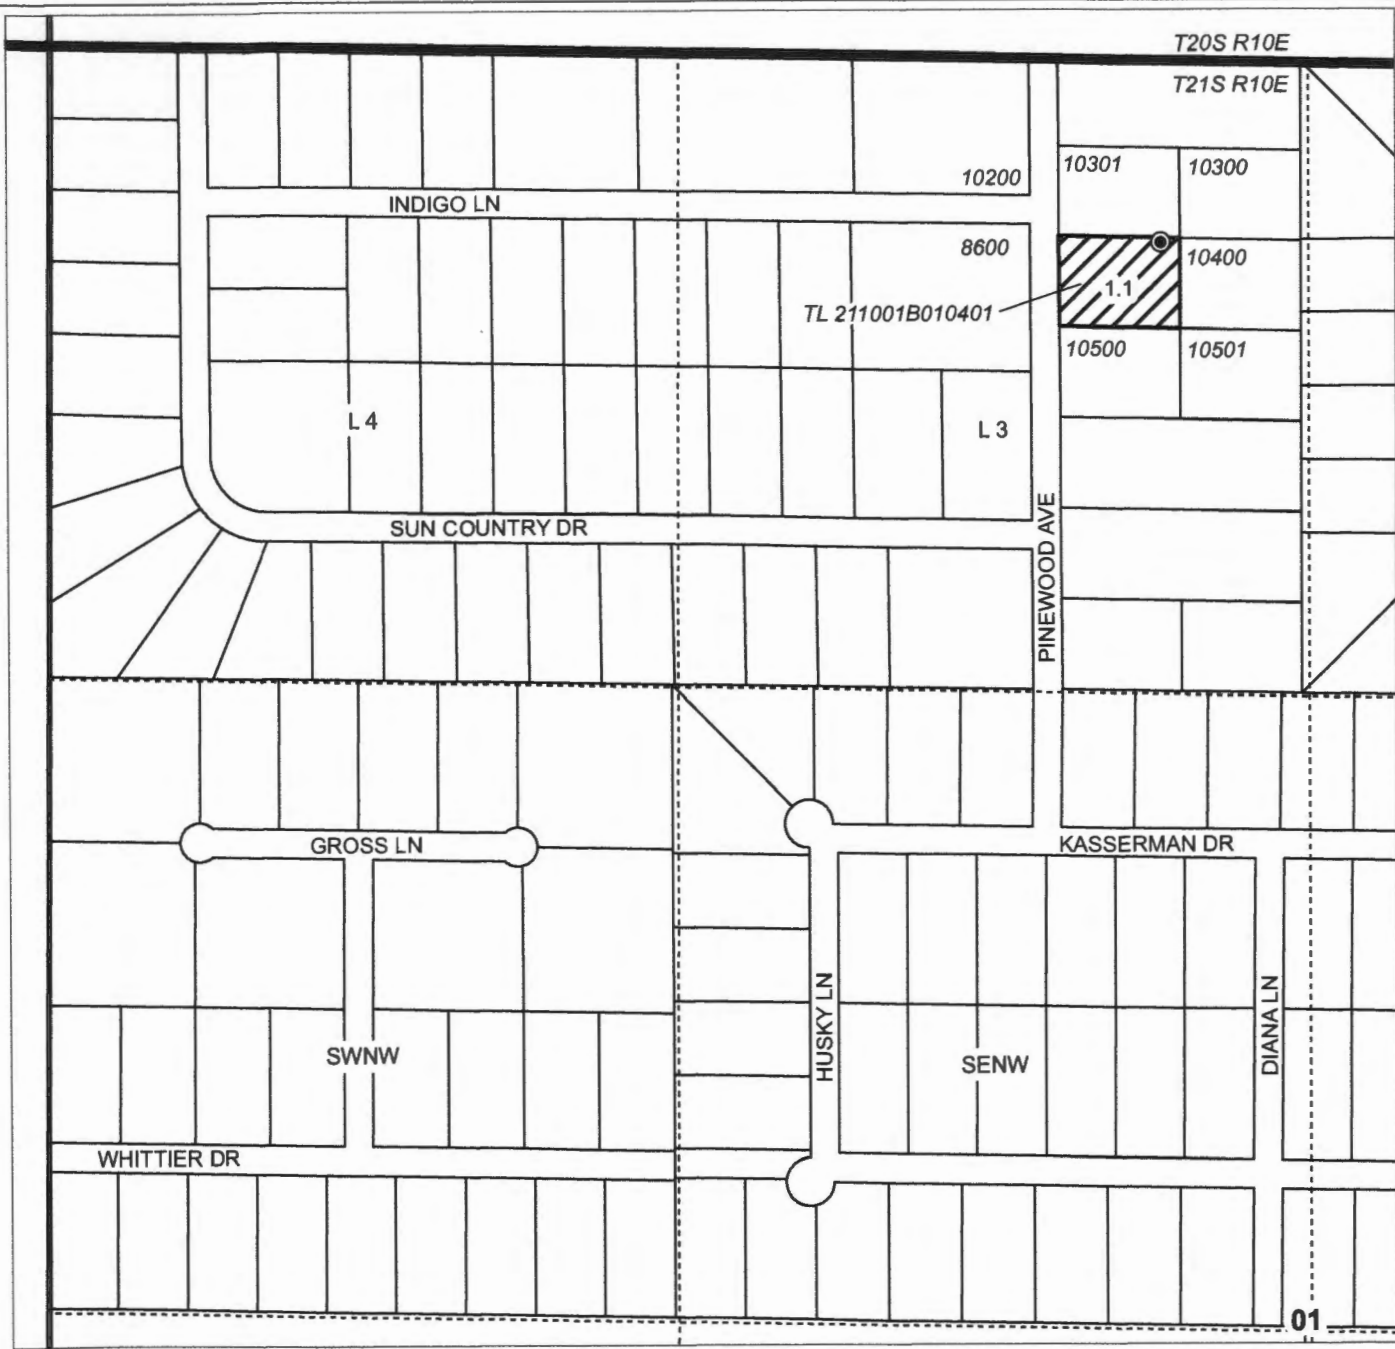 T20S R10E
T21S R10E
10301
10300
10200
INDIGO LN
8600
10400
1.1
TL 211001B010401
10500
10501
L 4
L 3
SUN COUNTRY DR
PINEWOOD AVE
GROSS LN
KASSERMAN DR
HUSKY LN
DIANA LN
SWNW
SENW
WHITTIER DR
01